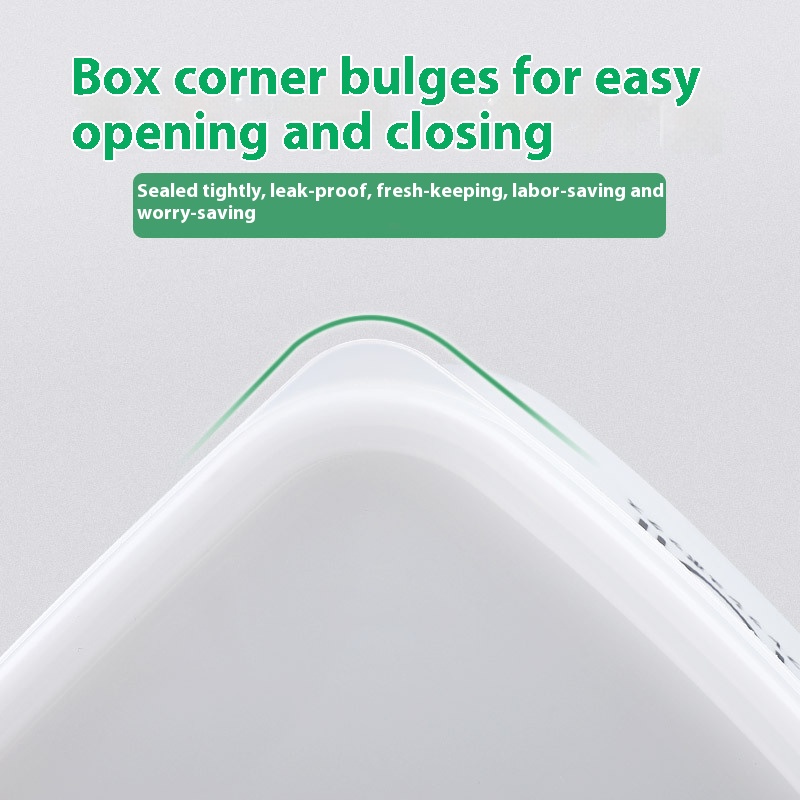 Box corner bulges for easy
opening and closing
Sealed tightly, leak-proof, fresh-keeping, labor-saving and
worry-saving